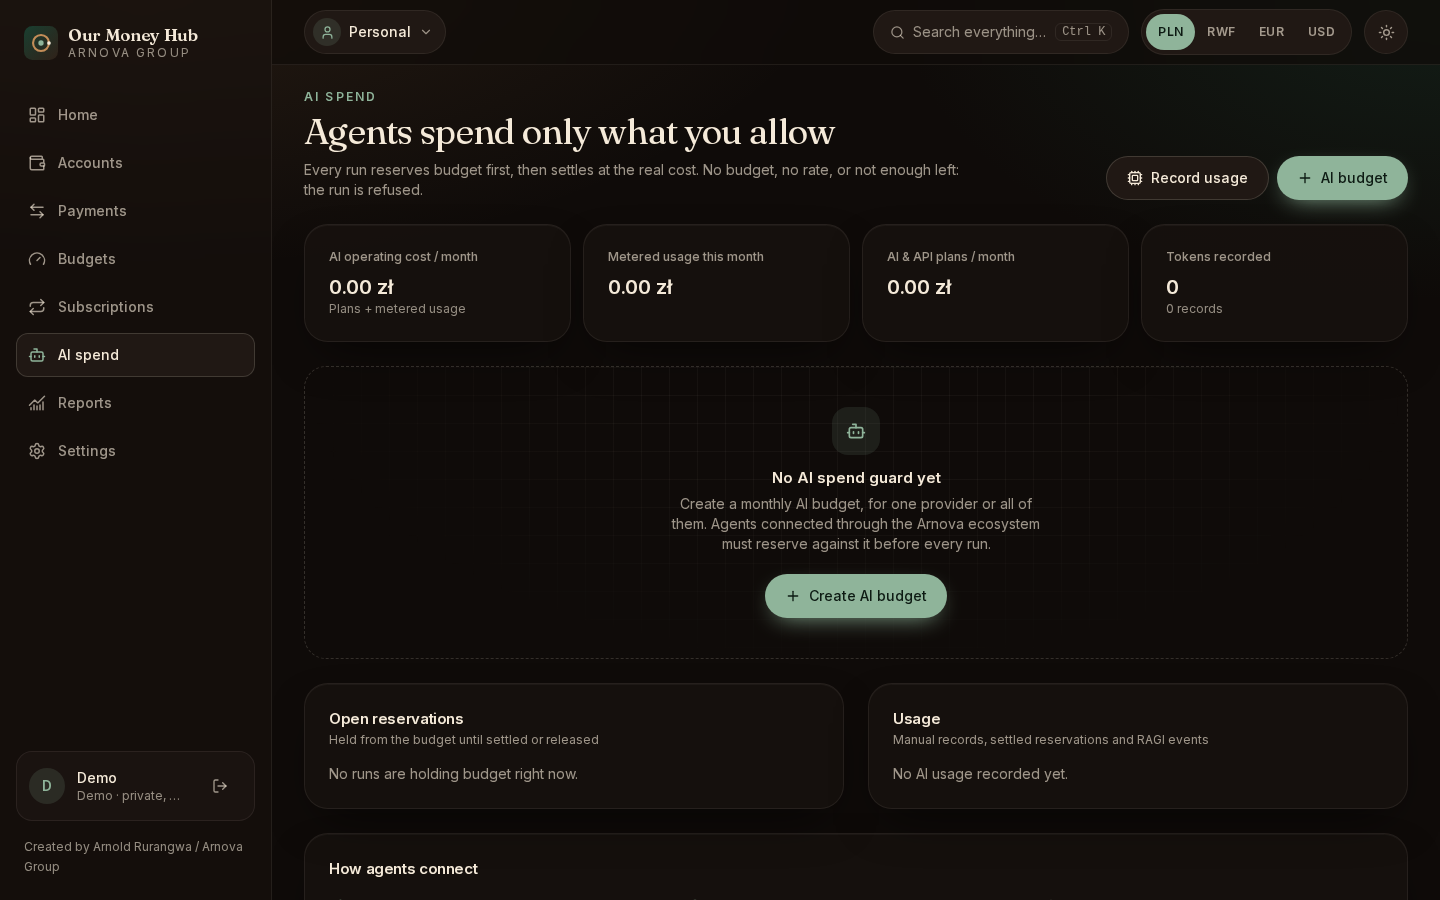 Our Money Hub
ARNOVA GROUP
Home
Accounts
Payments
Budgets
Subscriptions
AI spend
Reports
Settings
D
Demo
Demo · private, …
Created by Arnold Rurangwa / Arnova
Group
Personal
Search everything…
Ctrl K
PLN
RWF
EUR
USD
AI SPEND
Agents spend only what you allow
Every run reserves budget first, then settles at the real cost. No budget, no rate, or not enough left:
the run is refused.
Record usage
AI budget
AI operating cost / month
0.00 zł
Plans + metered usage
Metered usage this month
0.00 zł
AI & API plans / month
0.00 zł
Tokens recorded
0
0 records
No AI spend guard yet
Create a monthly AI budget, for one provider or all of
them. Agents connected through the Arnova ecosystem
must reserve against it before every run.
Create AI budget
Open reservations
Held from the budget until settled or released
No runs are holding budget right now.
Usage
Manual records, settled reservations and RAGI events
No AI usage recorded yet.
How agents connect